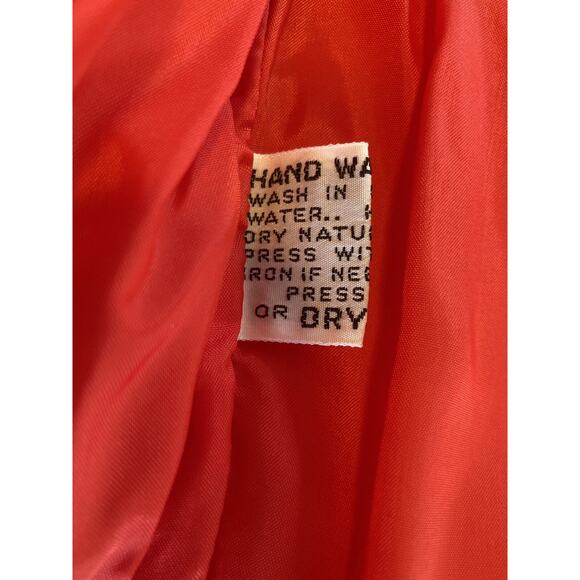 HAND WA
WASH IN
WATER.. H
DRY NATU
PRESS WIT
IRON IF NEE
PRESS
OR DRY